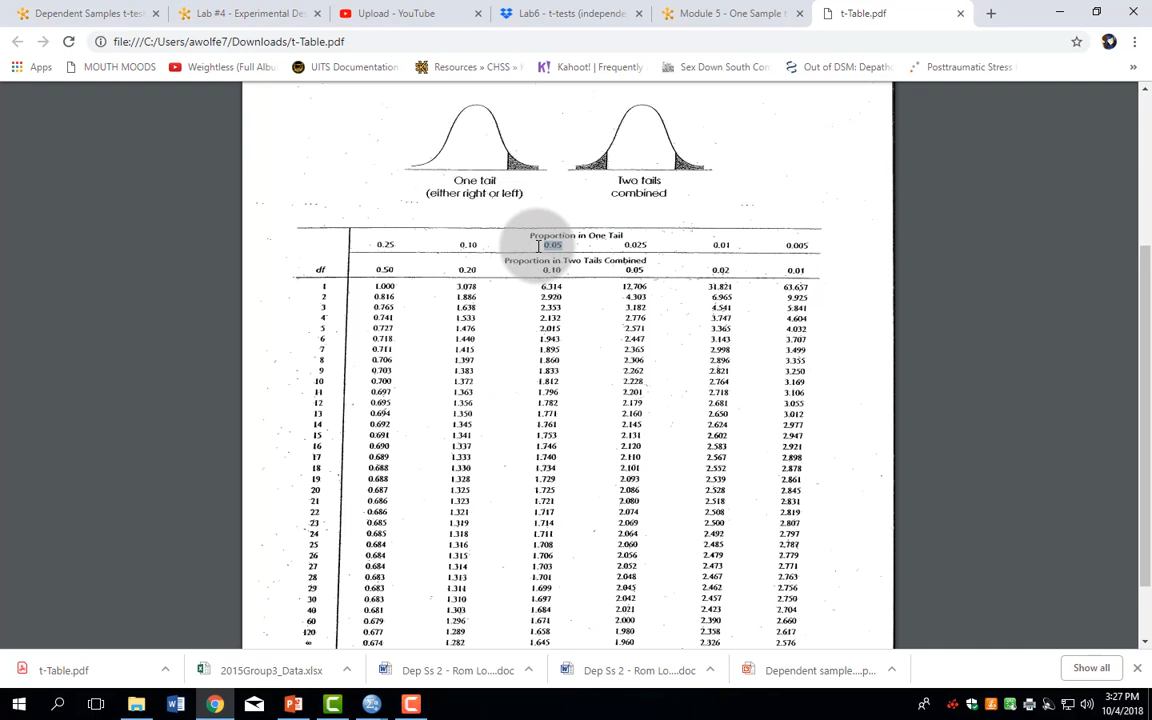 Dependent Samples t-tes
Lab #4 - Experimental De
Upload - YouTube
Lab6 - t-tests (independe
Module 5 - One Sample t
t-Table.pdf
file:///C:/Users/awolfe7/Downloads/t-Table.pdf
Apps
MOUTH MOODS
Weightless (Full Albu
UITS Documentation
Resources » CHSS »
Kahoot! | Frequently
Sex Down South Con
Out of DSM: Depath
Posttraumatic Stress
»
One tail
(either right or left)
Two tails
combined
Proportion in One Tail
0.25 0.10 0.05 0.025 0.01 0.005
Proportion in Two Tails Combined
df 0.50 0.20 0.10 0.05 0.02 0.01
1 1.000 3.078 6.314 12.706 31.821 63.657
2 0.816 1.886 2.920 4.303 6.965 9.925
3 0.765 1.638 2.353 3.182 4.541 5.841
4 0.741 1.533 2.132 2.776 3.747 4.604
5 0.727 1.476 2.015 2.571 3.365 4.032
6 0.718 1.440 1.943 2.447 3.143 3.707
7 0.711 1.415 1.895 2.365 2.998 3.499
8 0.706 1.397 1.860 2.306 2.896 3.355
9 0.703 1.383 1.833 2.262 2.821 3.250
10 0.700 1.372 1.812 2.228 2.764 3.169
11 0.697 1.363 1.796 2.201 2.718 3.106
12 0.695 1.356 1.782 2.179 2.681 3.055
13 0.694 1.350 1.771 2.160 2.650 3.012
14 0.692 1.345 1.761 2.145 2.624 2.977
15 0.691 1.341 1.753 2.131 2.602 2.947
16 0.690 1.337 1.746 2.120 2.583 2.921
17 0.689 1.333 1.740 2.110 2.567 2.898
18 0.688 1.330 1.734 2.101 2.552 2.878
19 0.688 1.328 1.729 2.093 2.539 2.861
20 0.687 1.325 1.725 2.086 2.528 2.845
21 0.686 1.323 1.721 2.080 2.518 2.831
22 0.686 1.321 1.717 2.074 2.508 2.819
23 0.685 1.319 1.714 2.069 2.500 2.807
24 0.685 1.318 1.711 2.064 2.492 2.797
25 0.684 1.316 1.708 2.060 2.485 2.787
26 0.684 1.315 1.706 2.056 2.479 2.779
27 0.684 1.314 1.703 2.052 2.473 2.771
28 0.683 1.313 1.701 2.048 2.467 2.763
29 0.683 1.311 1.699 2.045 2.462 2.756
30 0.683 1.310 1.697 2.042 2.457 2.750
40 0.681 1.303 1.684 2.021 2.423 2.704
60 0.679 1.296 1.671 2.000 2.390 2.660
120 0.677 1.289 1.658 1.980 2.358 2.617
∞ 0.674 1.282 1.645 1.960 2.326 2.576
t-Table.pdf
2015Group3_Data.xlsx
Dep Ss 2 - Rom Lo....doc
Dep Ss 2 - Rom Lo....doc
Dependent sample....p...
Show all
3:27 PM
10/4/2018